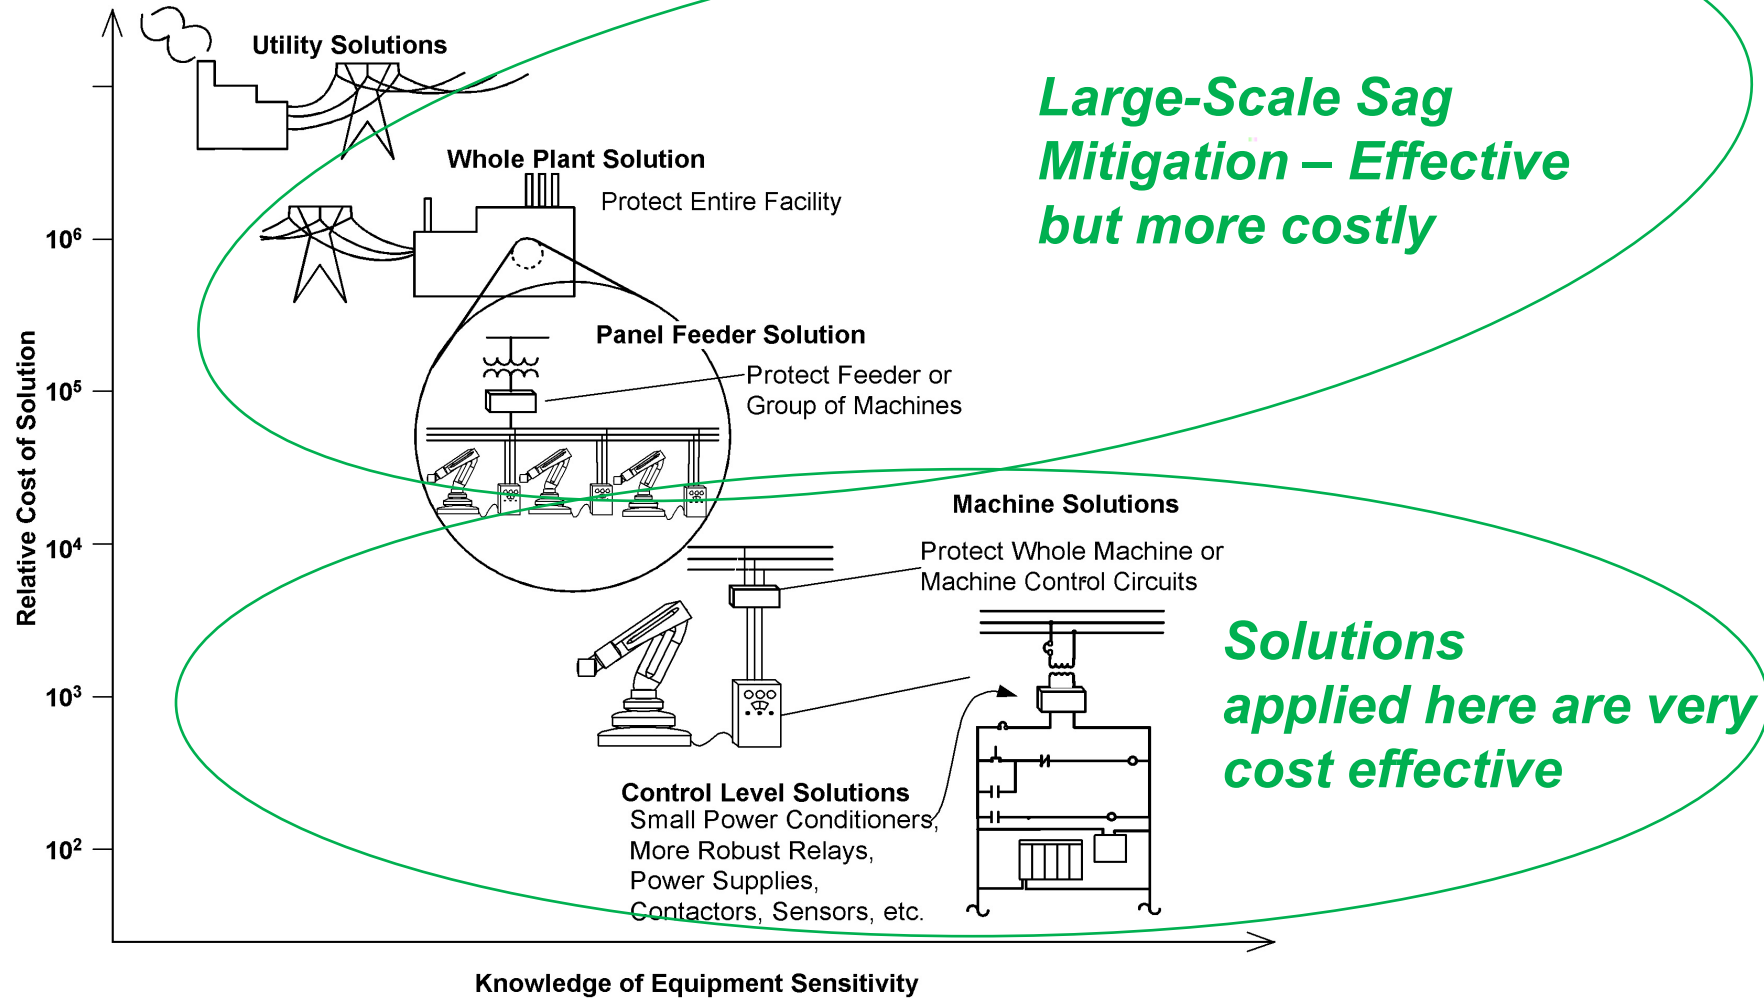 Utility Solutions
Large-Scale Sag
Mitigation – Effective
but more costly
Whole Plant Solution
Protect Entire Facility
10⁶
Panel Feeder Solution
Protect Feeder or
Group of Machines
10⁵
Relative Cost of Solution
Machine Solutions
Protect Whole Machine or
Machine Control Circuits
10⁴
Solutions
applied here are very
cost effective
10³
Control Level Solutions
Small Power Conditioners,
More Robust Relays,
Power Supplies,
Contactors, Sensors, etc.
10²
Knowledge of Equipment Sensitivity